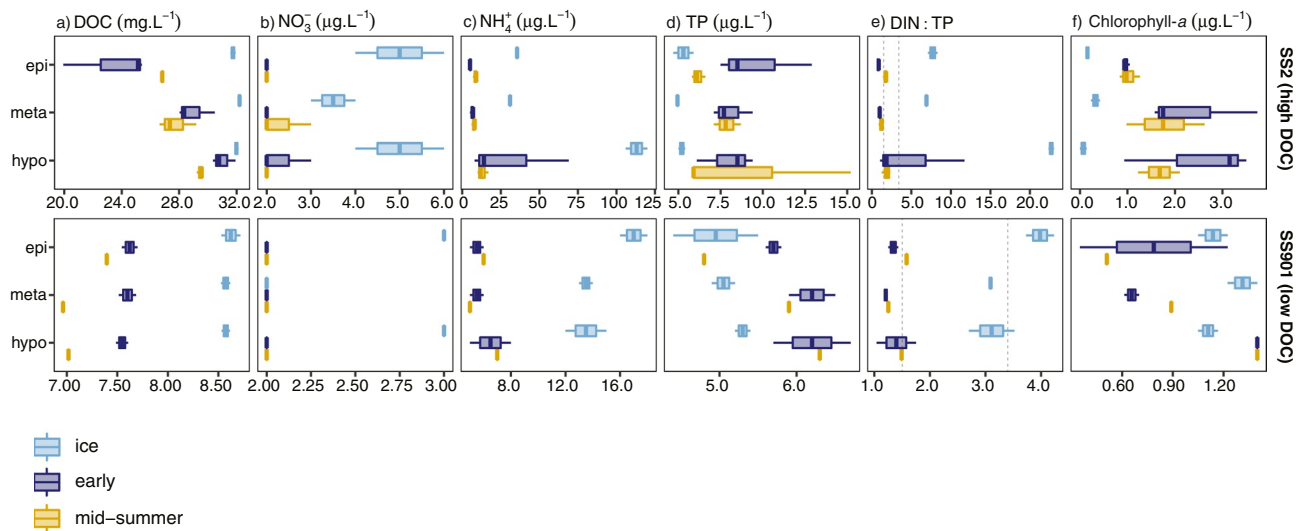 a) DOC (mg.L⁻¹) b) NO₃⁻ (µg.L⁻¹) c) NH₄⁺ (µg.L⁻¹) d) TP (µg.L⁻¹) e) DIN : TP f) Chlorophyll-a (µg.L⁻¹)
epi
meta
hypo
SS2 (high DOC)
20.0 24.0 28.0 32.0 2.0 3.0 4.0 5.0 6.0 0 25 50 75 100 125 5.0 7.5 10.0 12.5 15.0 0.0 5.0 10.0 15.0 20.0 0.0 1.0 2.0 3.0
epi
meta
hypo
SS901 (low DOC)
7.00 7.50 8.00 8.50 2.00 2.25 2.50 2.75 3.00 8.0 12.0 16.0 5.0 6.0 1.0 2.0 3.0 4.0 0.60 0.90 1.20
ice
early
mid−summer